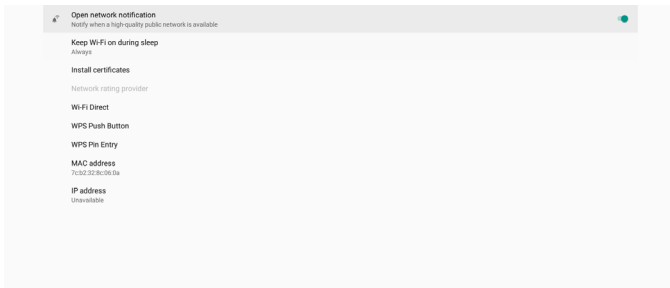 Open network notification
Notify when a high-quality public network is available
Keep Wi-Fi on during sleep
Always
Install certificates
Network rating provider
Wi-Fi Direct
WPS Push Button
WPS Pin Entry
MAC address
7c:b2:32:8c:06:0a
IP address
Unavailable